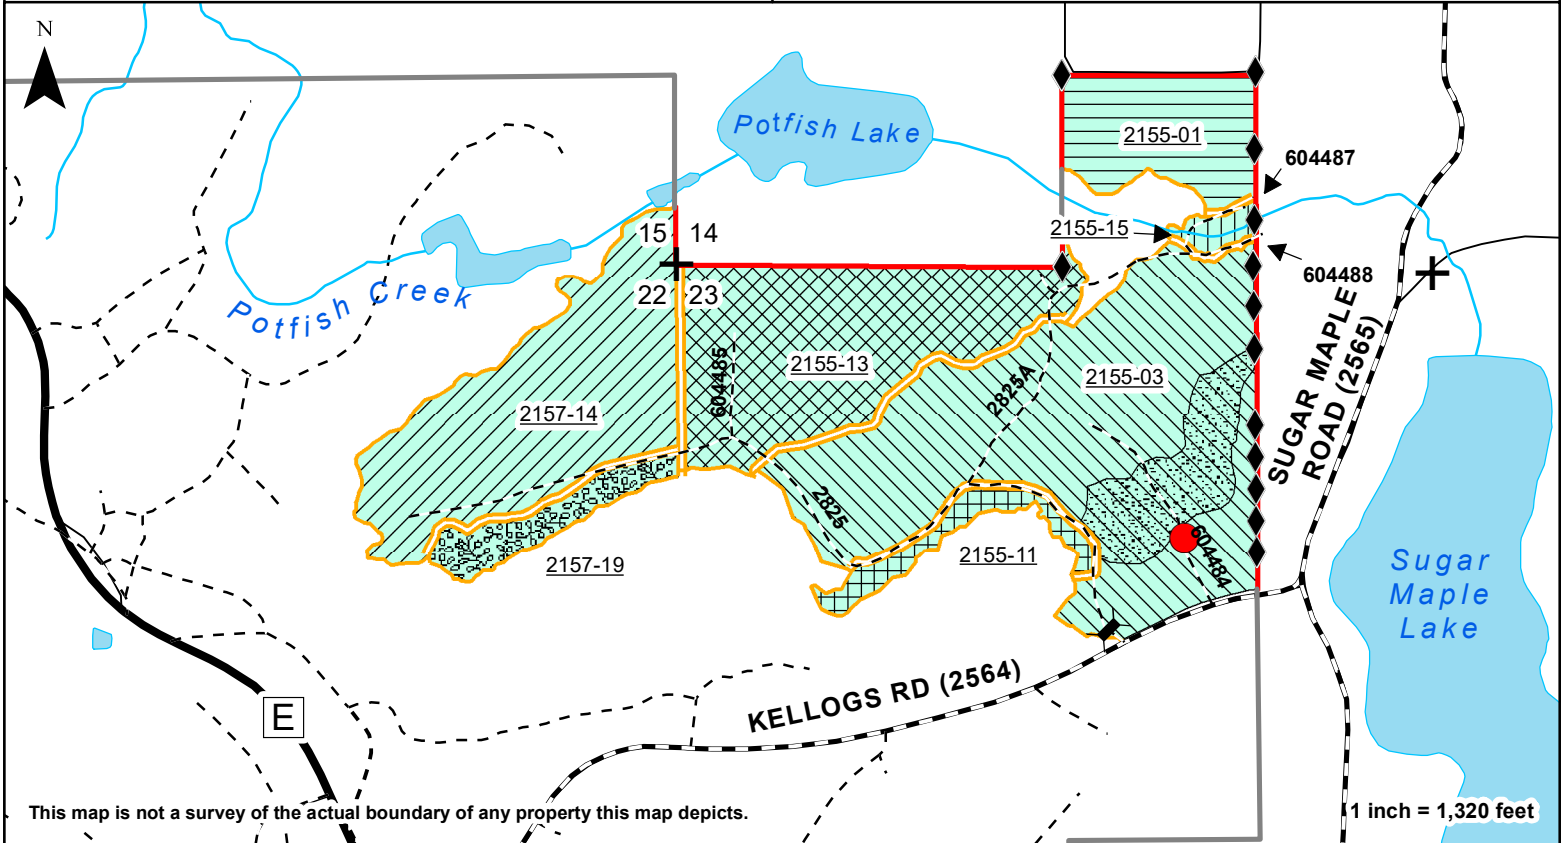 N
Potfish Lake
2155-01
604487
15 14
2155-15
604488
22 23
Potfish Creek
604485
2155-13
2825A
2155-03
SUGAR MAPLE
ROAD (2565)
2157-14
2825
604484
2155-11
2157-19
Sugar
Maple
Lake
KELLOGS RD (2564)
E
This map is not a survey of the actual boundary of any property this map depicts.
1 inch = 1,320 feet